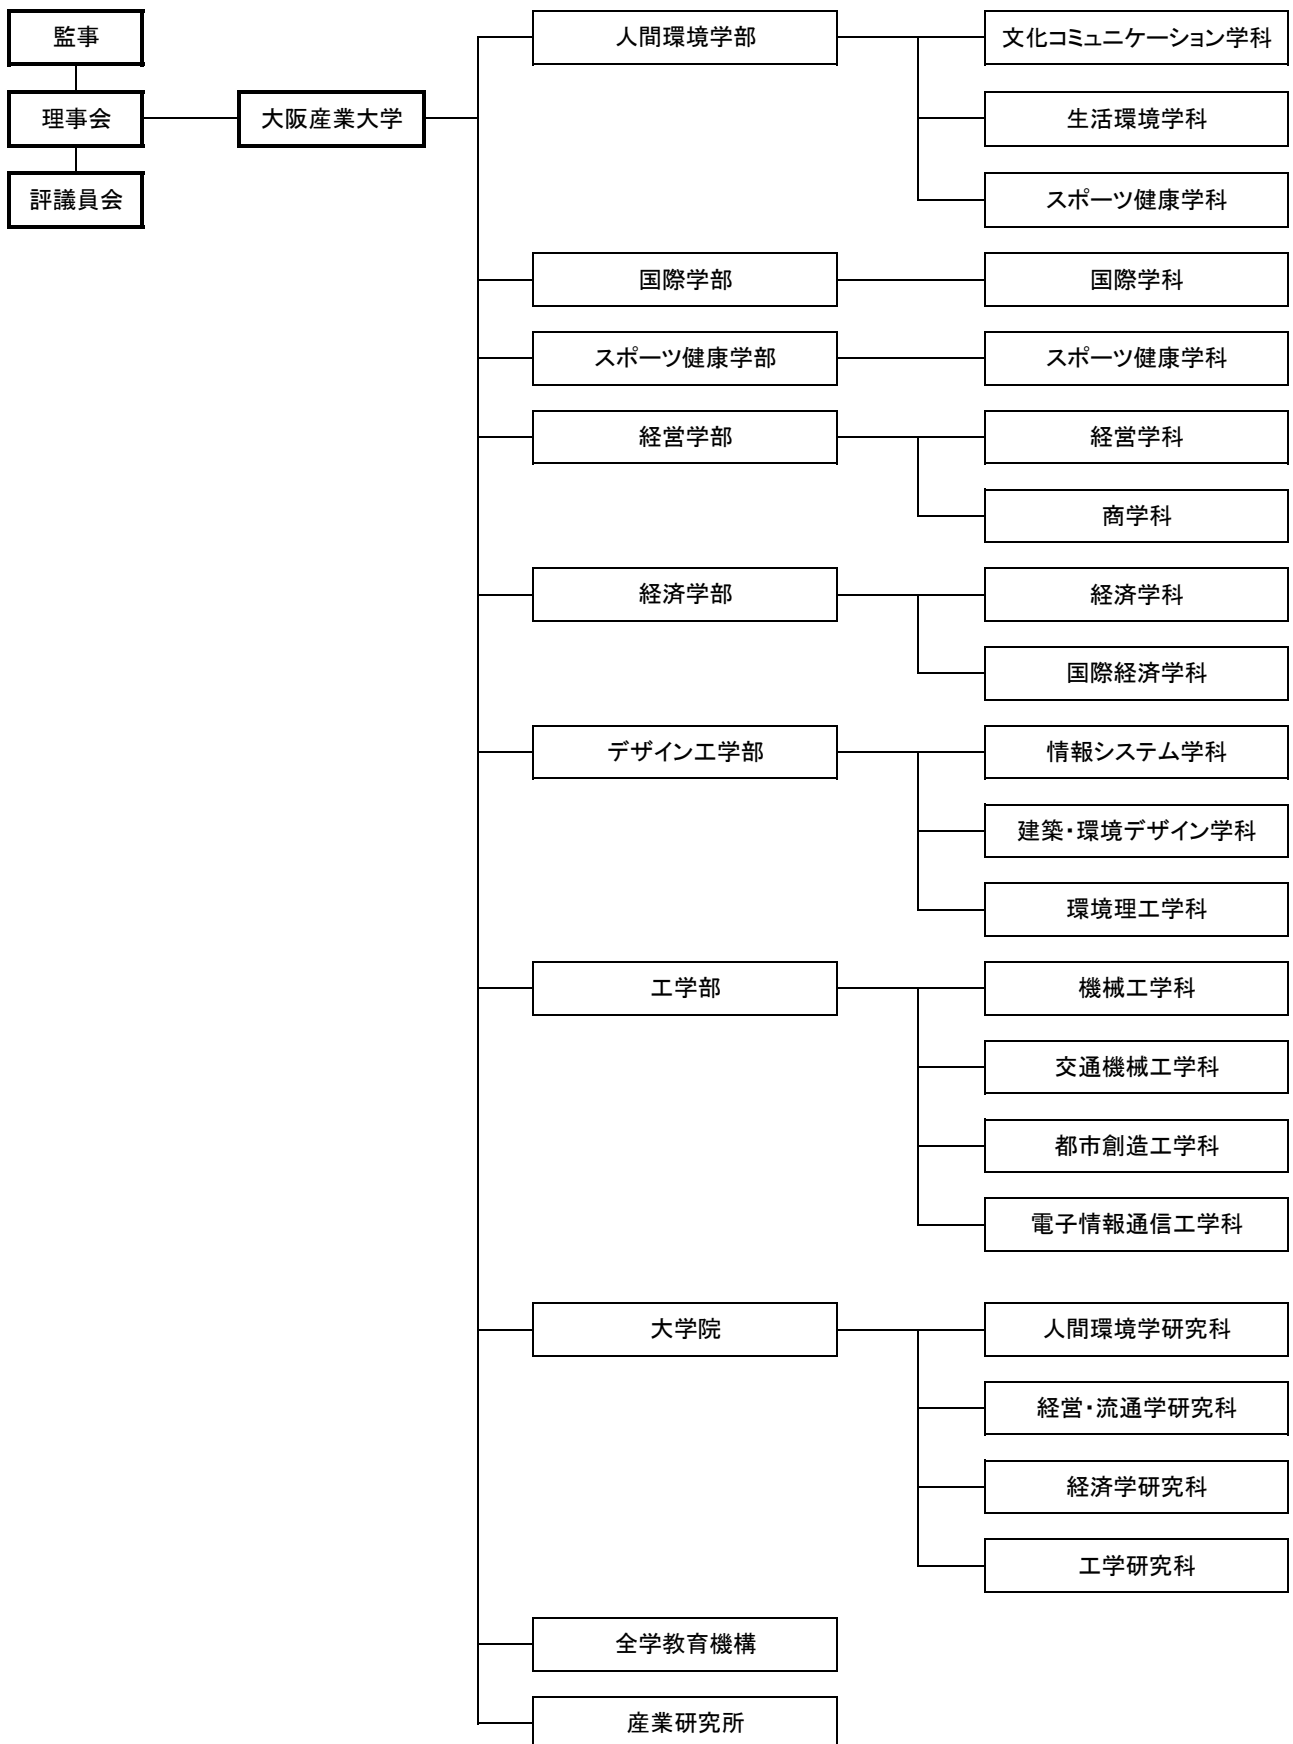 監事
理事会
評議員会
大阪産業大学
人間環境学部
文化コミュニケーション学科
生活環境学科
スポーツ健康学科
国際学部
国際学科
スポーツ健康学部
スポーツ健康学科
経営学部
経営学科
商学科
経済学部
経済学科
国際経済学科
デザイン工学部
情報システム学科
建築・環境デザイン学科
環境理工学科
工学部
機械工学科
交通機械工学科
都市創造工学科
電子情報通信工学科
大学院
人間環境学研究科
経営・流通学研究科
経済学研究科
工学研究科
全学教育機構
産業研究所